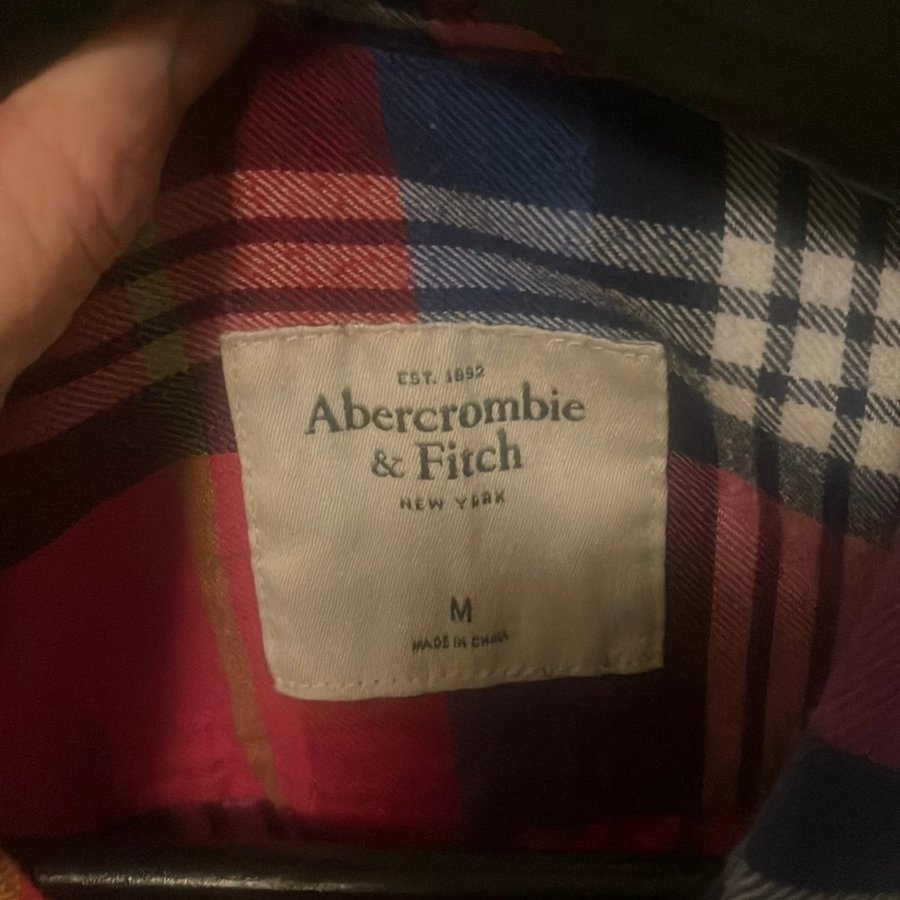 EST. 1892
Abercrombie
& Fitch
NEW YORK
M
MADE IN CHINA